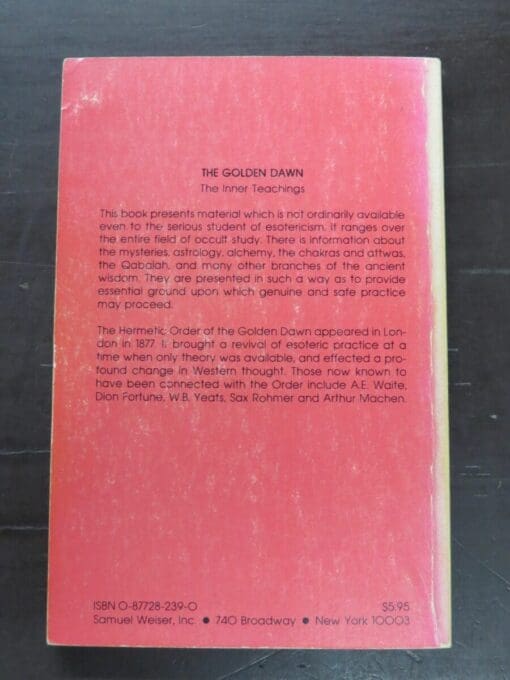 THE GOLDEN DAWN
The Inner Teachings
This book presents material which is not ordinarily available
even to the serious student of esotericism. It ranges over
the entire field of occult study. There is information about
the mysteries, astrology, alchemy, the chakras and attwas,
the Qabalah, and many other branches of the ancient
wisdom. They are presented in such a way as to provide
essential ground upon which genuine and safe practice
may proceed.
The Hermetic Order of the Golden Dawn appeared in Lon-
don in 1877. It brought a revival of esoteric practice at a
time when only theory was available, and effected a pro-
found change in Western thought. Those now known to
have been connected with the Order include A.E. Waite,
Dion Fortune, W.B. Yeats, Sax Rohmer and Arthur Machen.
ISBN 0-87728-239-0 $5.95
Samuel Weiser, Inc. ● 740 Broadway ● New York 10003